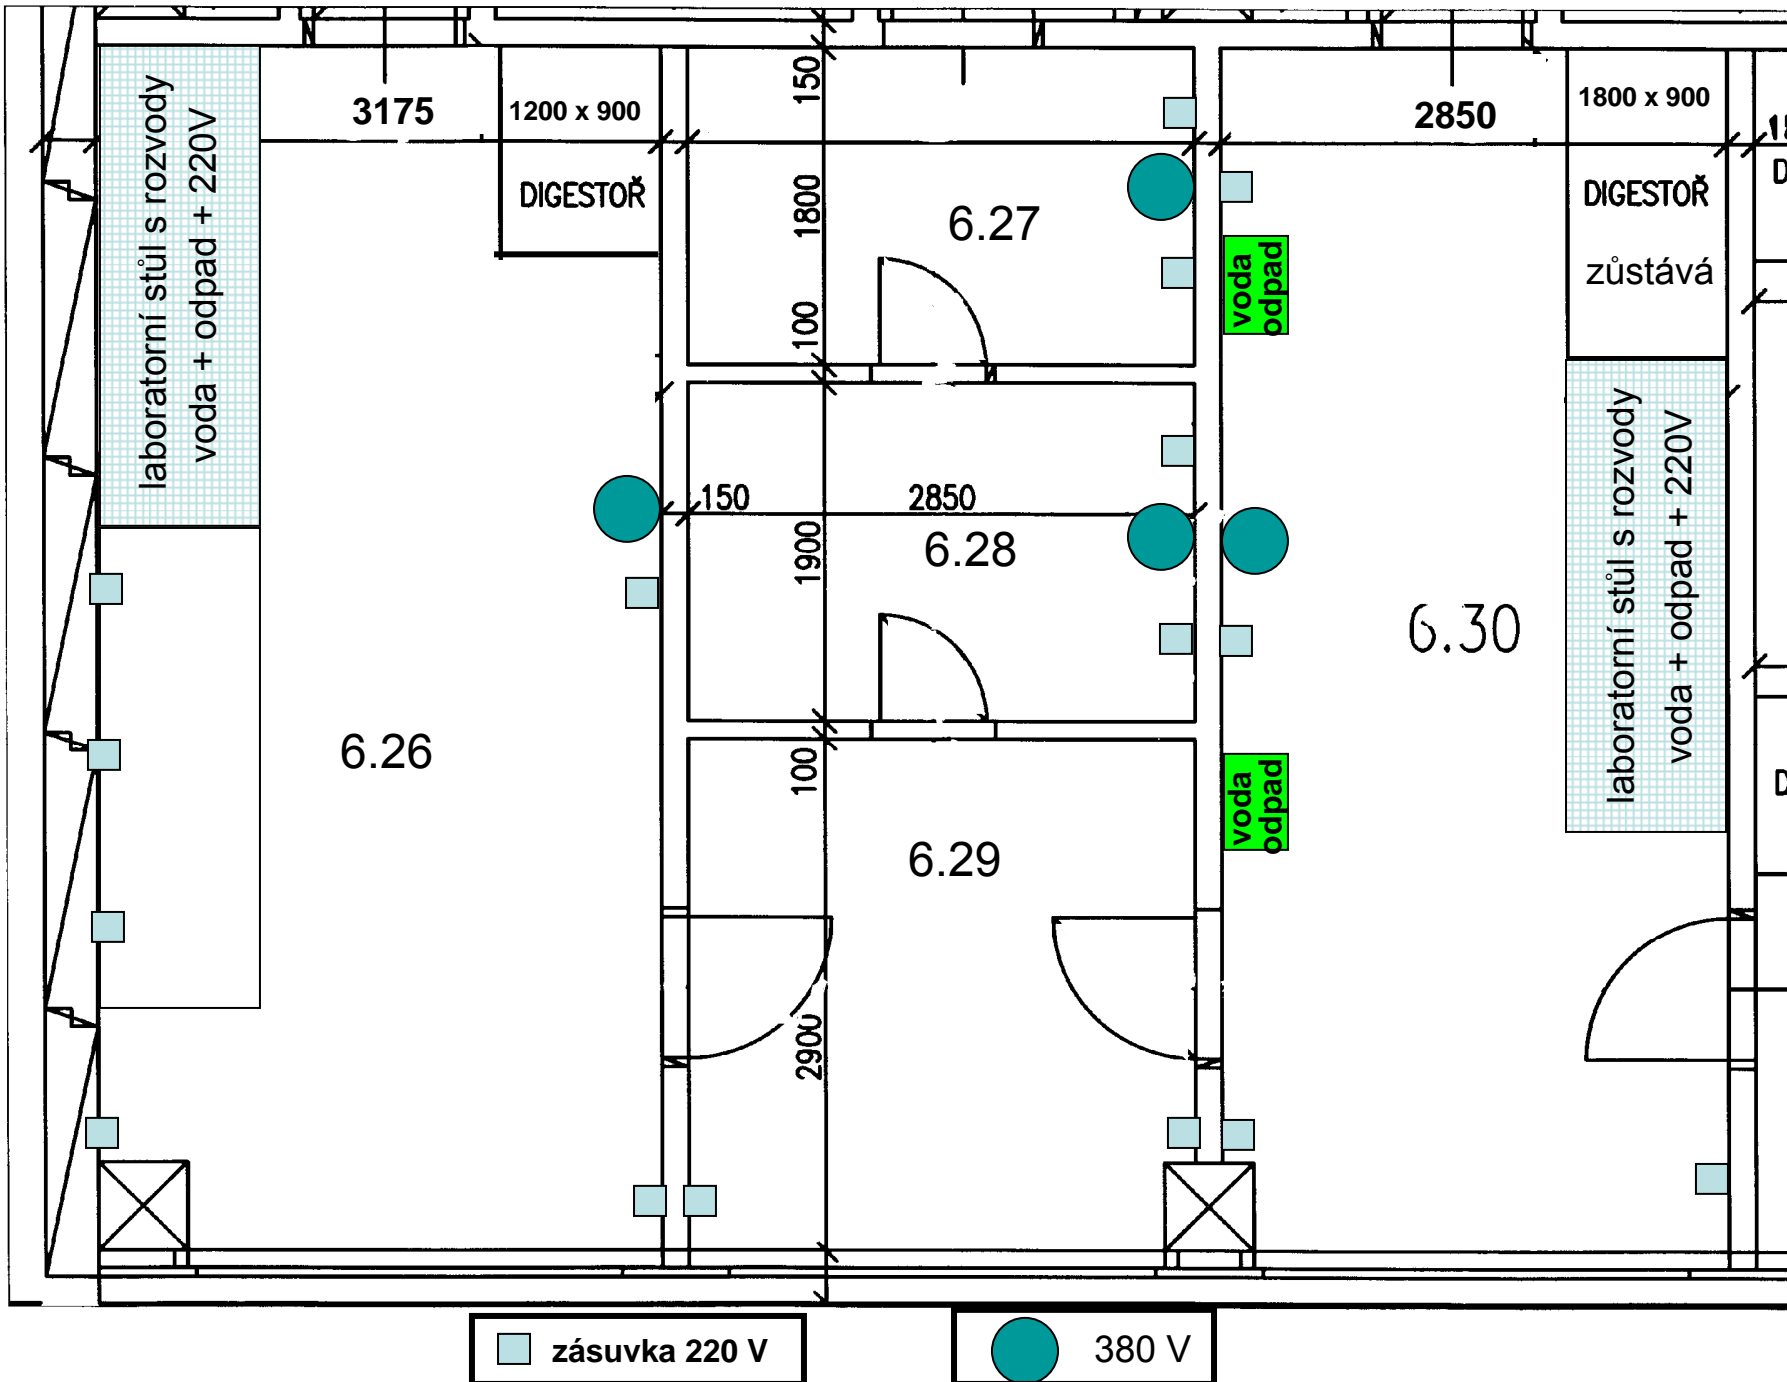 3175
1200 x 900
DIGESTOŘ
laboratorní stůl s rozvody
voda + odpad + 220V
6.26
150
1800
100
1900
100
2900
6.27
150
2850
6.28
6.29
2850
1800 x 900
DIGESTOŘ
zůstává
voda
odpad
6.30
laboratorní stůl s rozvody
voda + odpad + 220V
voda
odpad
D
D
zásuvka 220 V
380 V